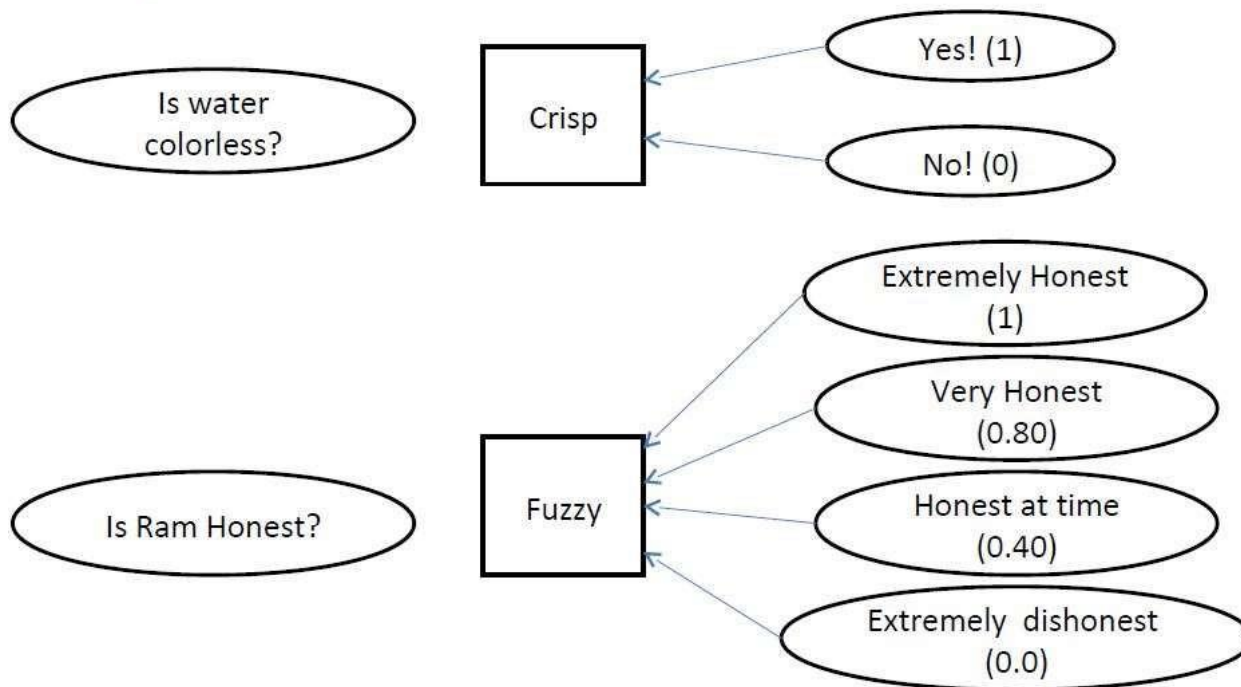 Is water
colorless?
Crisp
Yes! (1)
No! (0)
Is Ram Honest?
Fuzzy
Extremely Honest
(1)
Very Honest
(0.80)
Honest at time
(0.40)
Extremely dishonest
(0.0)